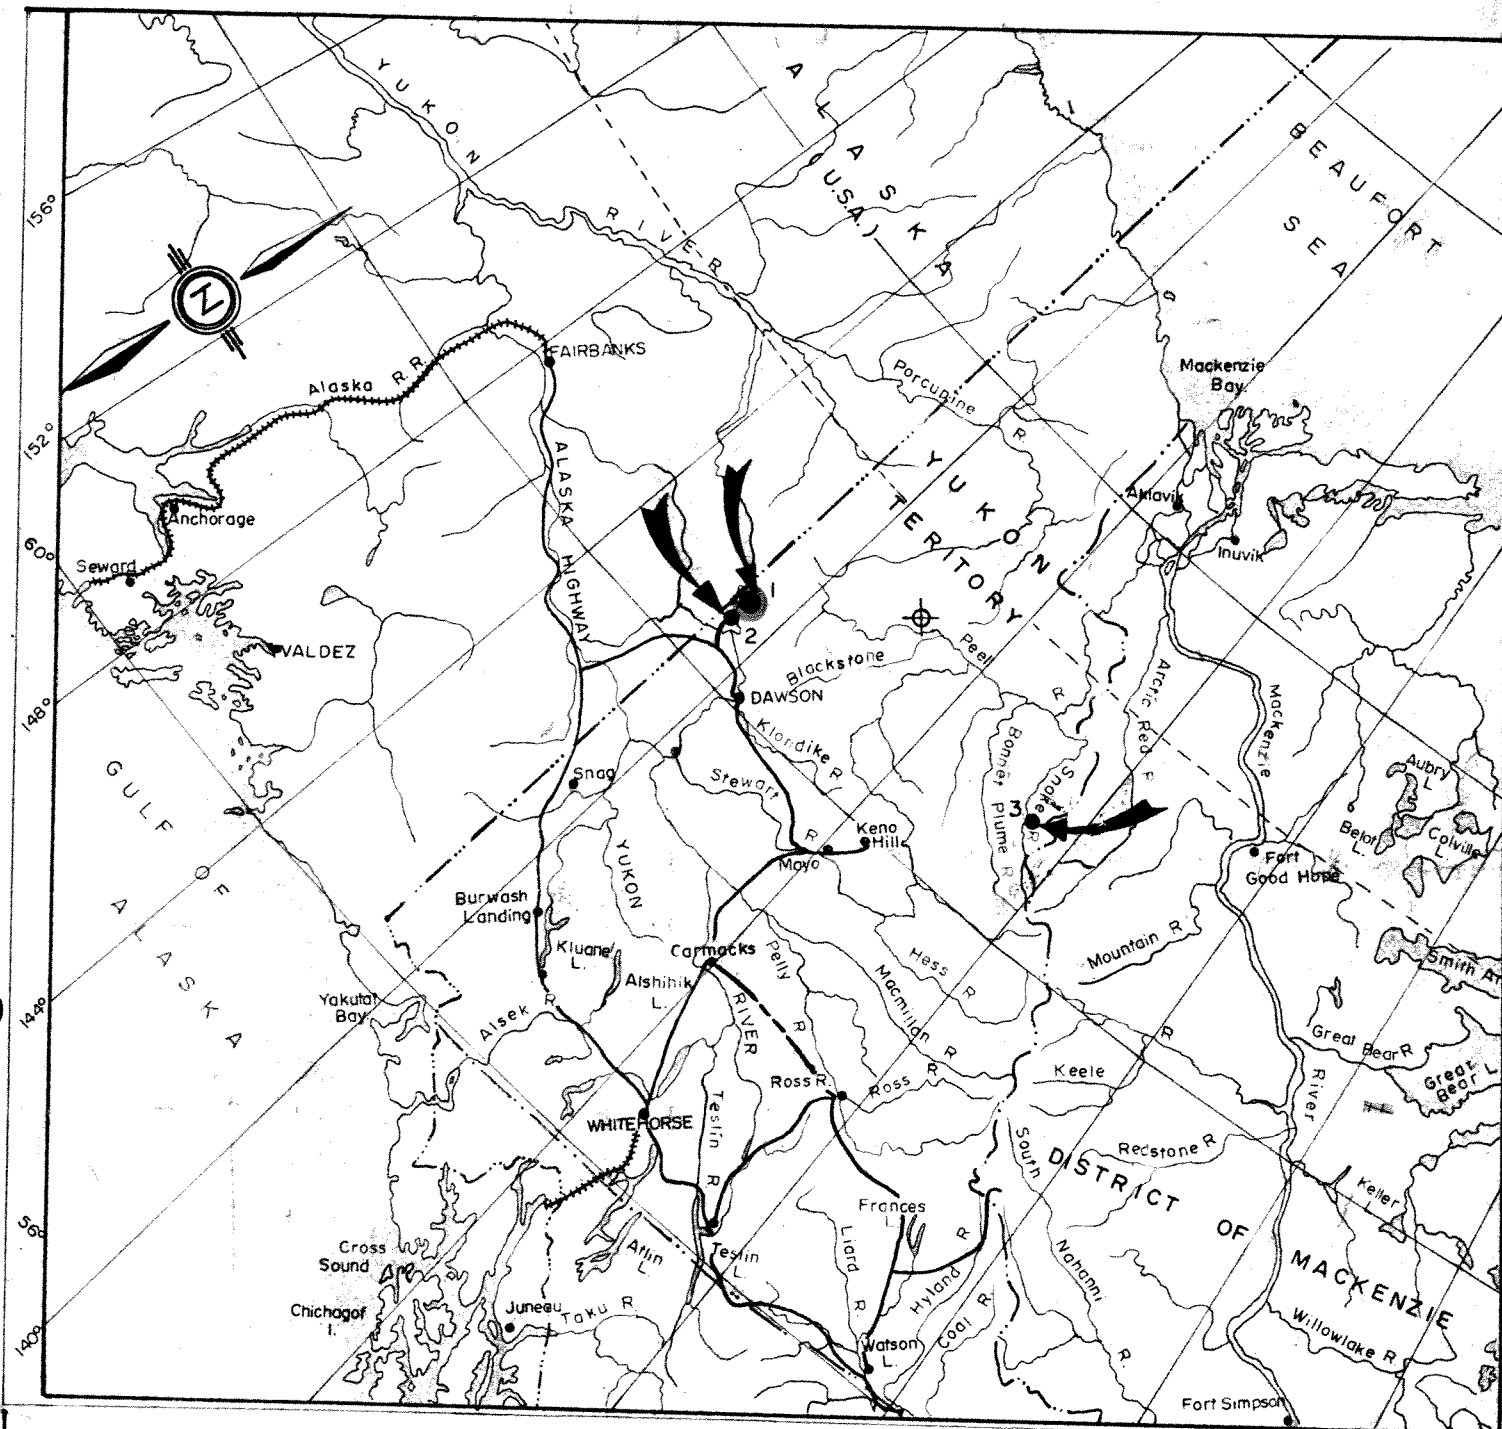 YUKON
RIVER
ALASKA
(U.S.A.)
BEAUFORT
SEA
156°
N
FAIRBANKS
Alaska R.R.
Porcupine
R
Mackenzie
Bay
152°
ALASKA HIGHWAY
YUKON
TERRITORY
Aklavik
Inuvik
Anchorage
60°
Seward
1
2
VALDEZ
Blackstone
Peel
R
Arctic Red R
Mackenzie
148°
DAWSON
Klondike R
Bonnet Plume R
Snake
R
GULF
OF
ALASKA
Snag
Stewart
R
3
Aubry
L
Belot
L.
Colville
L.
Keno
Hill
Mayo
Fort
Good Hope
YUKON
Burwash
Landing
Kluane
L.
Carmacks
Pelly
R
Hess
R
Mountain R
Smith
Aishihik
L.
Macmillan
R
144°
Yakutat
Bay
Alsek
R
RIVER
R
Great Bear R
Great
Bear L
Ross R.
Ross
R
Keele
River
WHITEHORSE
Teslin
R
South
Redstone R
DISTRICT
OF
MACKENZIE
Keller
L
56°
Frances
L
Liard
R
R
Cross
Sound
Atlin
L
Teslin
L
Hyland
Nahanni
R.
Chichagof
I.
Juneau
Taku R
Coal R
Willowlake R
140°
Watson
L.
Fort Simpson